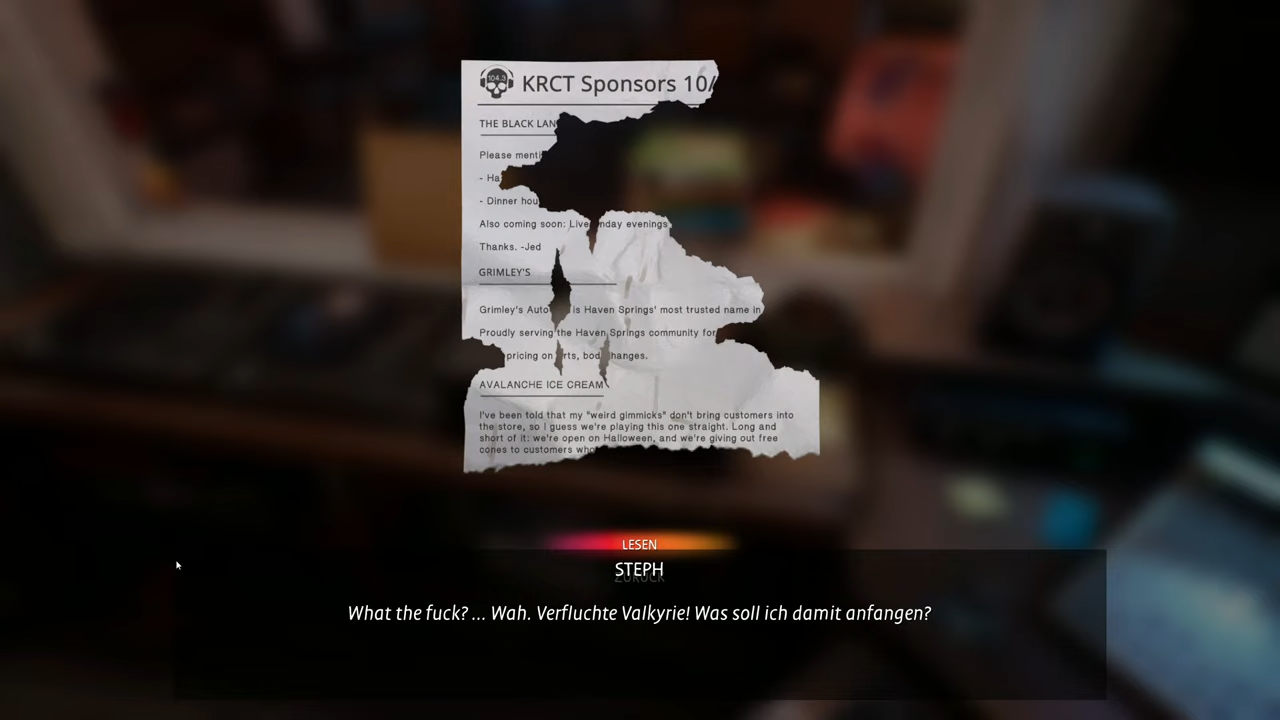 104.3
KRCT Sponsors 10/
THE BLACK LAN
Please menti
- Ha
- Dinner hou
Also coming soon: Live nday evenings
Thanks. -Jed
GRIMLEY'S
Grimley's Auto is Haven Springs' most trusted name in
Proudly serving the Haven Springs community for
pricing on rts, bod hanges.
AVALANCHE ICE CREAM
I've been told that my "weird gimmicks" don't bring customers into
the store, so I guess we're playing this one straight. Long and
short of it: we're open on Halloween, and we're giving out free
cones to customers who
LESEN
STEPH
ZURÜCK
What the fuck? ... Wah. Verfluchte Valkyrie! Was soll ich damit anfangen?